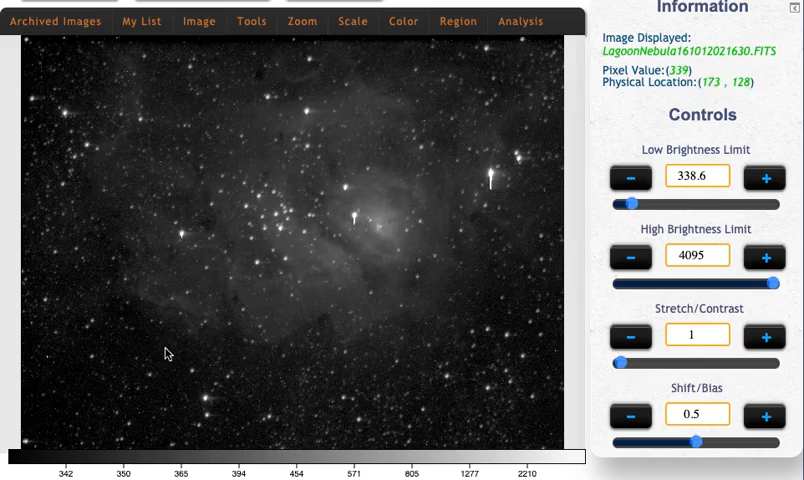 Archived Images My List Image Tools Zoom Scale Color Region Analysis
Information
Image Displayed:
LagoonNebula161012021630.FITS
Pixel Value:(339)
Physical Location:(173 , 128)
Controls
Low Brightness Limit
- 338.6 +
High Brightness Limit
- 4095 +
Stretch/Contrast
- 1 +
Shift/Bias
- 0.5 +
342 350 365 394 454 571 805 1277 2210